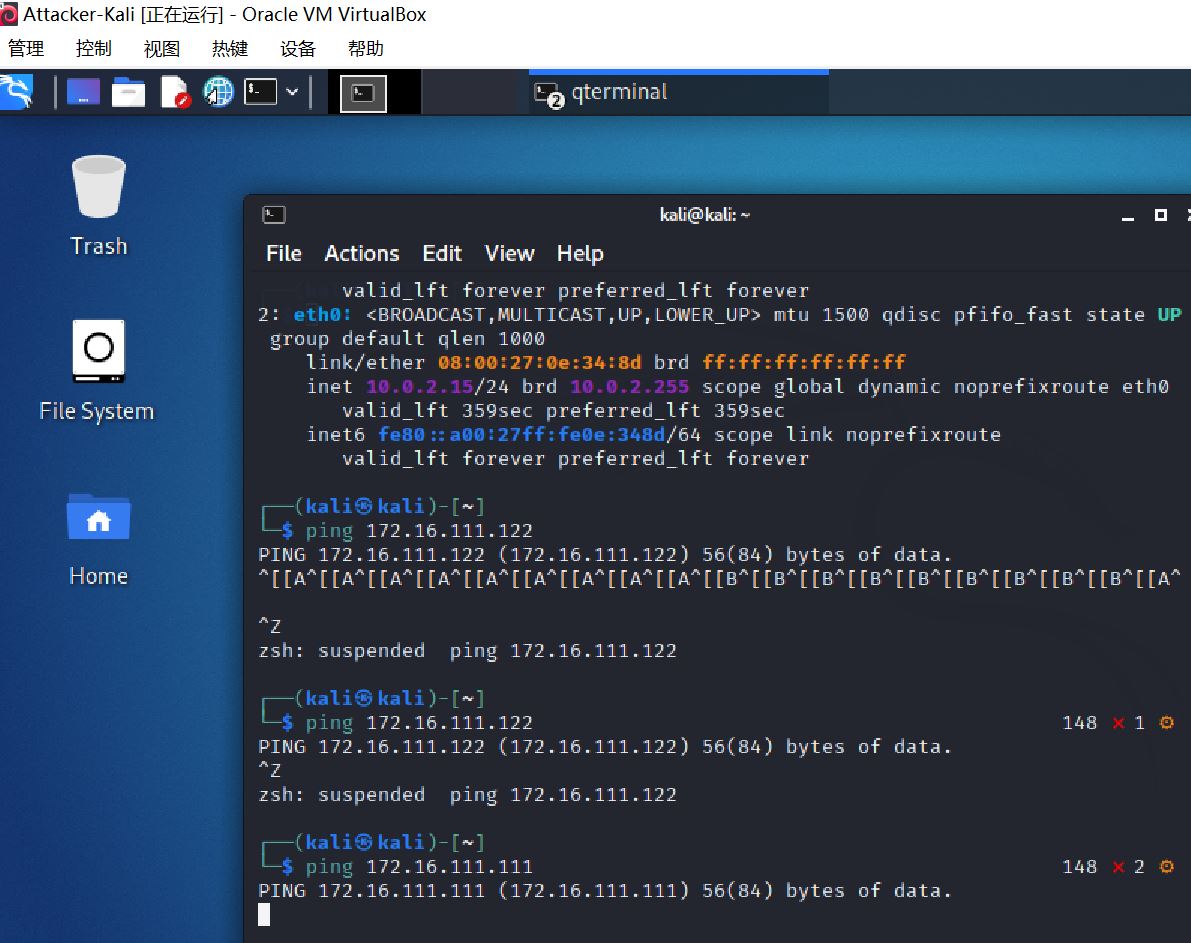 Attacker-Kali [正在运行] - Oracle VM VirtualBox
管理 控制 视图 热键 设备 帮助
2 qterminal
Trash
File System
Home
kali@kali: ~
File Actions Edit View Help
valid_lft forever preferred_lft forever
2: eth0: <BROADCAST,MULTICAST,UP,LOWER_UP> mtu 1500 qdisc pfifo_fast state UP
group default qlen 1000
link/ether 08:00:27:0e:34:8d brd ff:ff:ff:ff:ff:ff
inet 10.0.2.15/24 brd 10.0.2.255 scope global dynamic noprefixroute eth0
valid_lft 359sec preferred_lft 359sec
inet6 fe80::a00:27ff:fe0e:348d/64 scope link noprefixroute
valid_lft forever preferred_lft forever
┌──(kali㉿kali)-[~]
└─$ ping 172.16.111.122
PING 172.16.111.122 (172.16.111.122) 56(84) bytes of data.
^[[A^[[A^[[A^[[A^[[A^[[A^[[A^[[A^[[A^[[B^[[B^[[B^[[B^[[B^[[B^[[B^[[B^[[B^[[A^
^Z
zsh: suspended  ping 172.16.111.122
┌──(kali㉿kali)-[~]
└─$ ping 172.16.111.122 148 ⨯ 1 ⚙
PING 172.16.111.122 (172.16.111.122) 56(84) bytes of data.
^Z
zsh: suspended  ping 172.16.111.122
┌──(kali㉿kali)-[~]
└─$ ping 172.16.111.111 148 ⨯ 2 ⚙
PING 172.16.111.111 (172.16.111.111) 56(84) bytes of data.